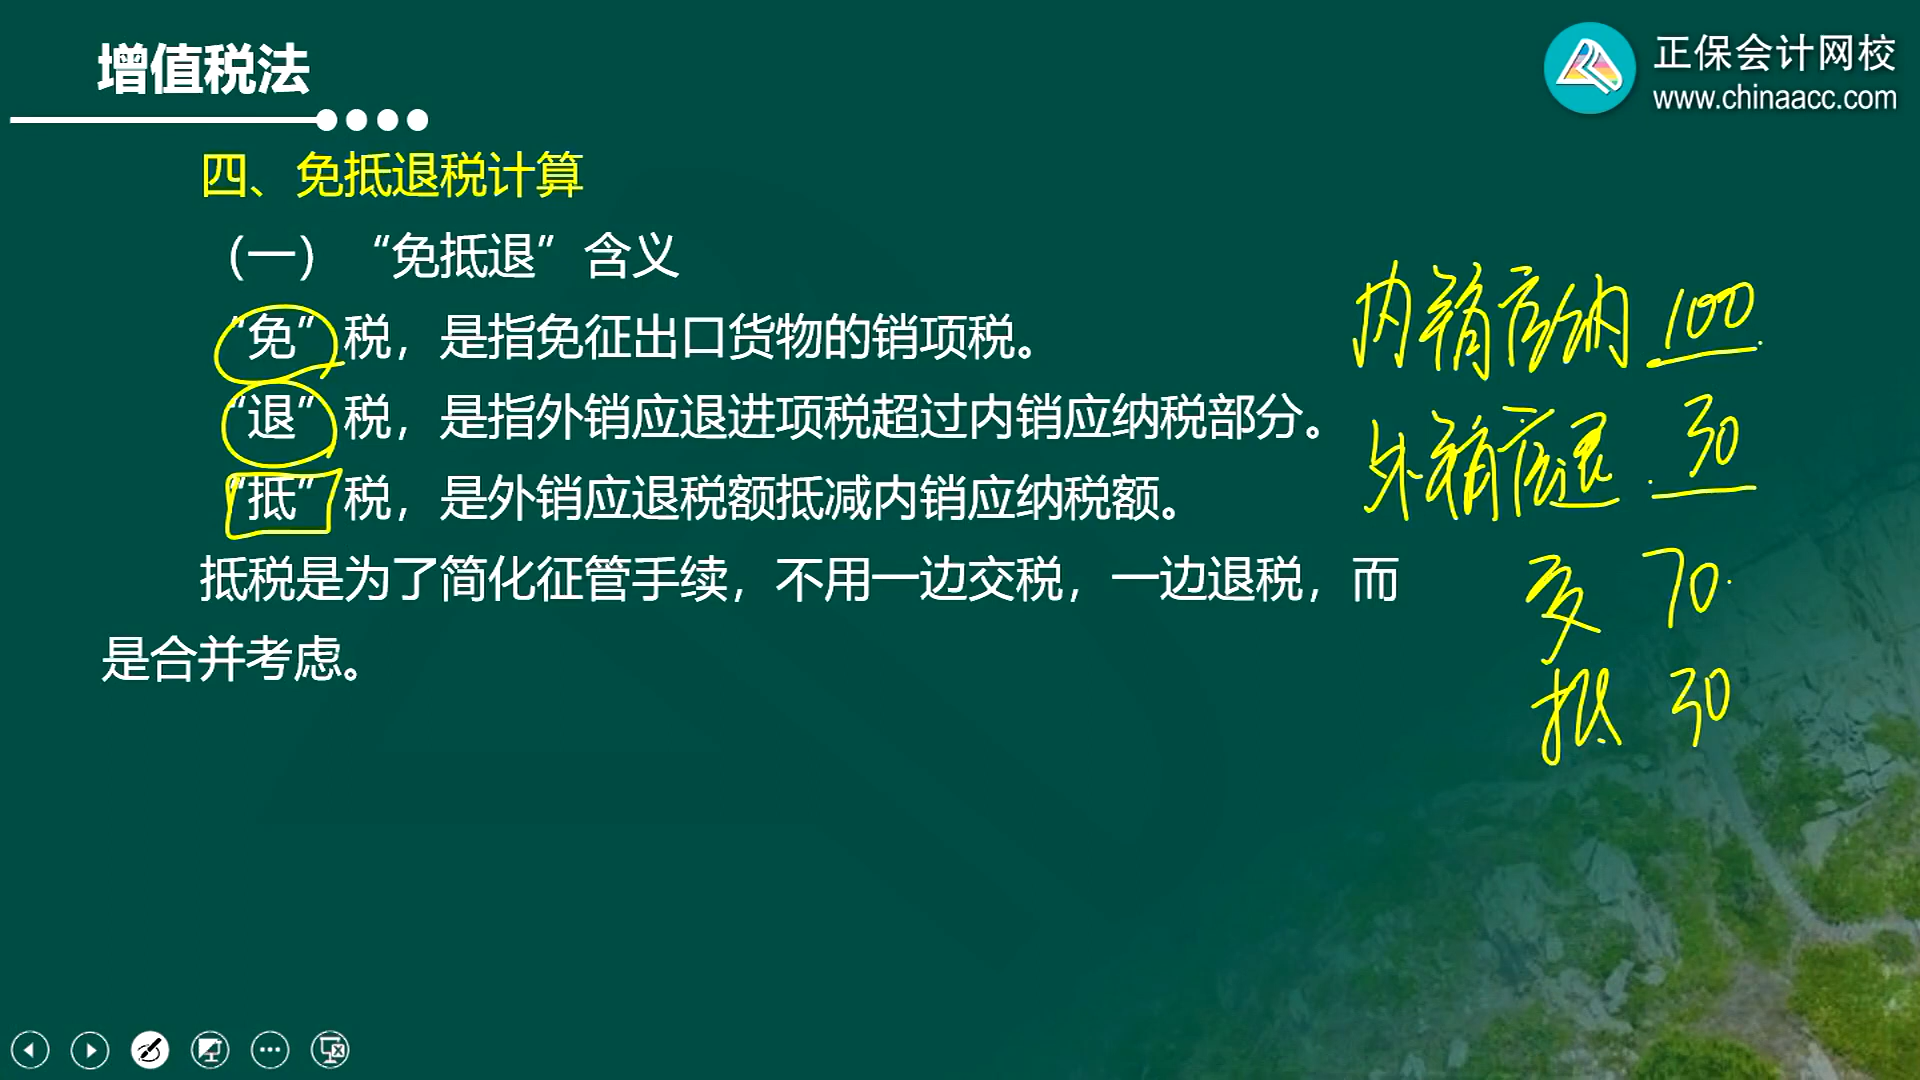 增值税法
正保会计网校
www.chinaacc.com
四、免抵退税计算
（一）“免抵退”含义
“免”税，是指免征出口货物的销项税。
“退”税，是指外销应退进项税超过内销应纳税部分。
“抵”税，是外销应退税额抵减内销应纳税额。
抵税是为了简化征管手续，不用一边交税，一边退税，而
是合并考虑。
内销应纳 100
外销应退 30
交 70
抵 30